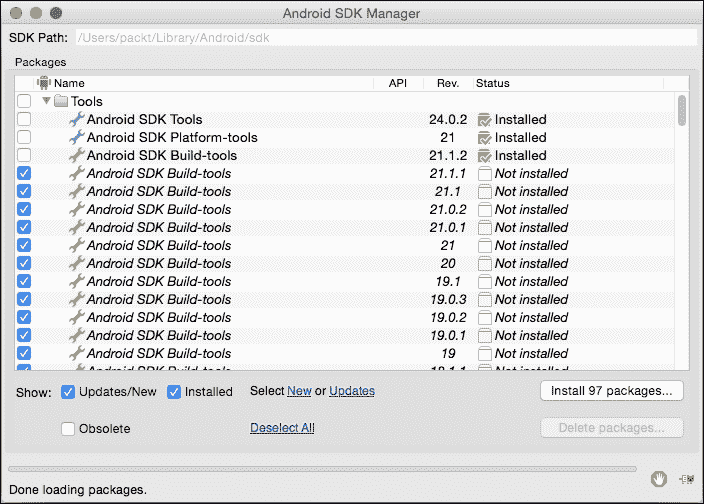 Android SDK Manager
SDK Path: /Users/packt/Library/Android/sdk
Packages
Name API Rev. Status
Tools
Android SDK Tools 24.0.2 Installed
Android SDK Platform-tools 21 Installed
Android SDK Build-tools 21.1.2 Installed
Android SDK Build-tools 21.1.1 Not installed
Android SDK Build-tools 21.1 Not installed
Android SDK Build-tools 21.0.2 Not installed
Android SDK Build-tools 21.0.1 Not installed
Android SDK Build-tools 21 Not installed
Android SDK Build-tools 20 Not installed
Android SDK Build-tools 19.1 Not installed
Android SDK Build-tools 19.0.3 Not installed
Android SDK Build-tools 19.0.2 Not installed
Android SDK Build-tools 19.0.1 Not installed
Android SDK Build-tools 19 Not installed
Show: Updates/New Installed Select New or Updates Install 97 packages...
Obsolete Deselect All Delete packages...
Done loading packages.